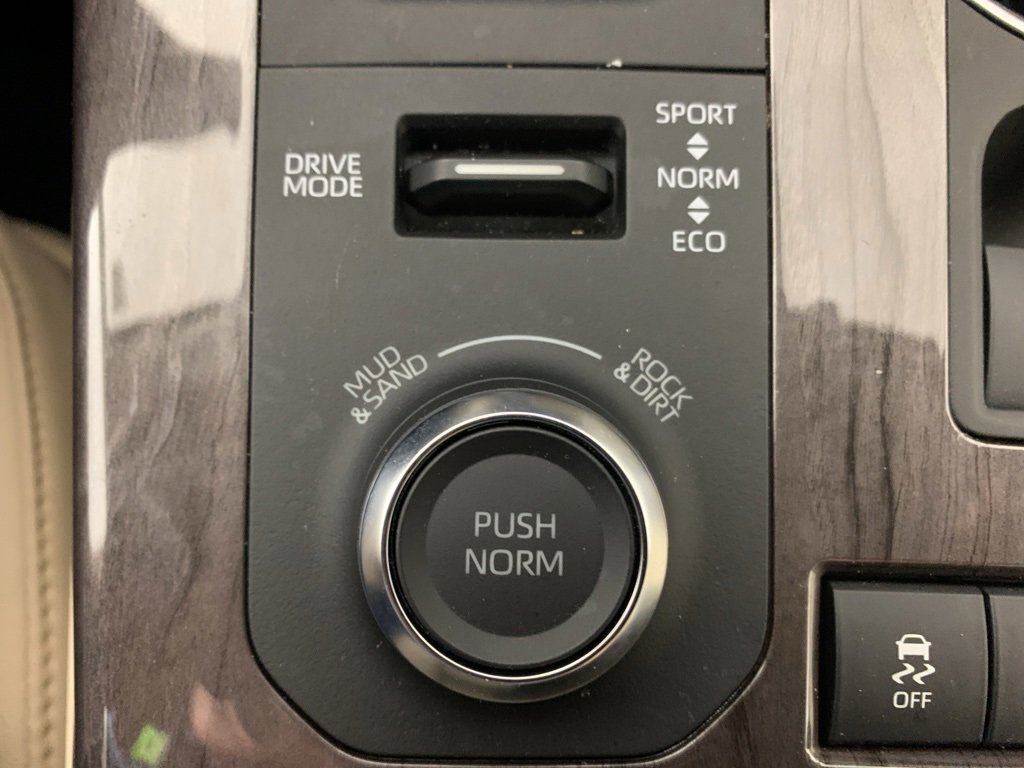 DRIVE
MODE
SPORT
NORM
ECO
MUD
& SAND
ROCK
& DIRT
PUSH
NORM
OFF